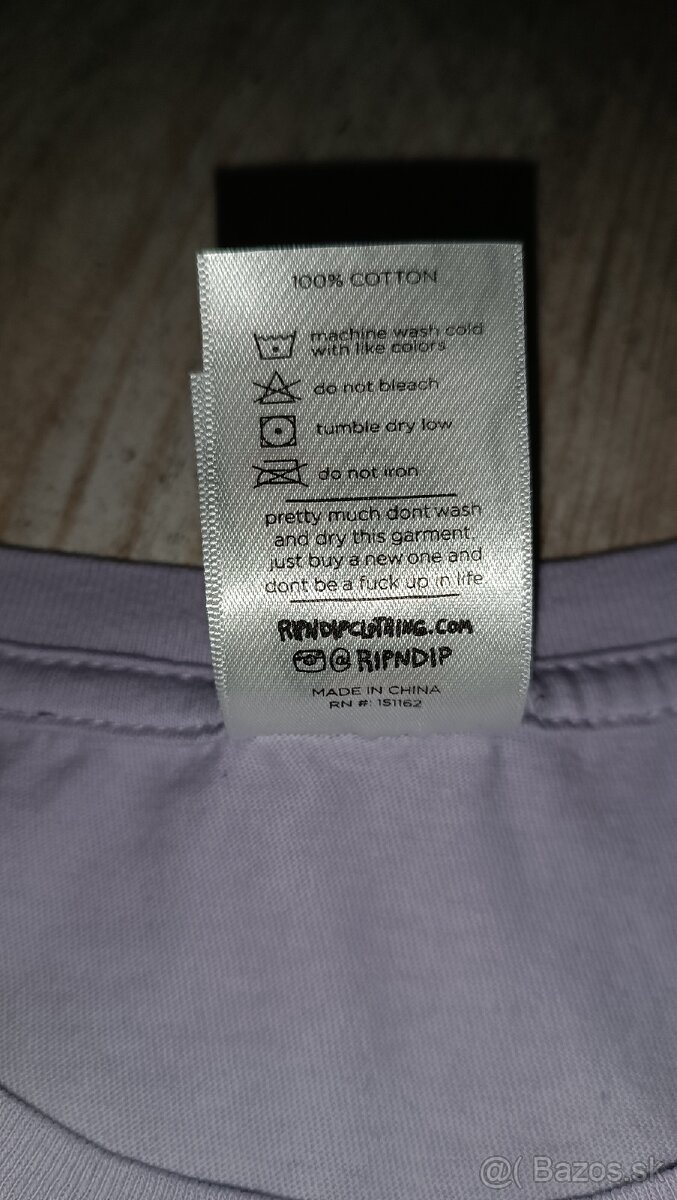 100% COTTON
machine wash cold
with like colors
do not bleach
tumble dry low
do not iron
pretty much dont wash
and dry this garment
just buy a new one and
dont be a fuck up in life
RIPNDIPCLOTHING.COM
@RIPNDIP
MADE IN CHINA
RN #: 151162
@( Bazos.sk